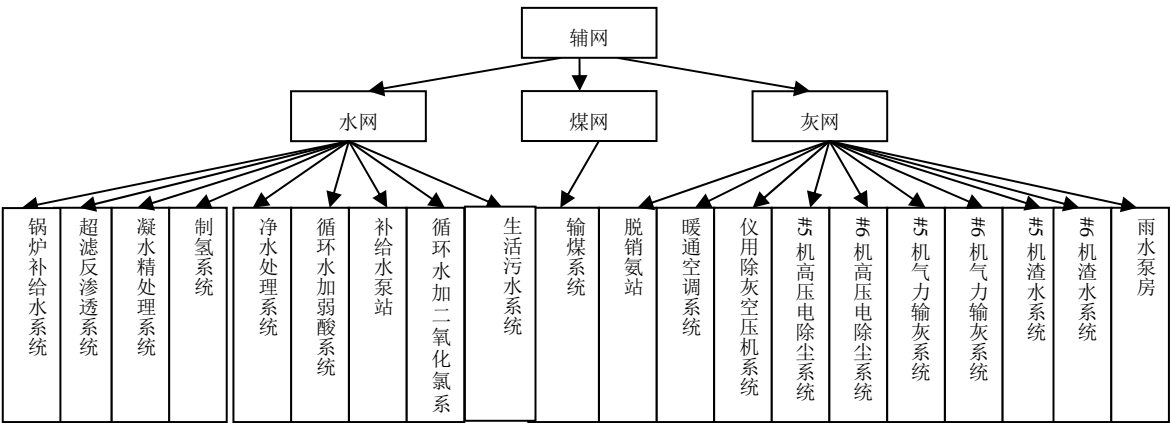 辅网
水网
煤网
灰网
锅炉补给水系统
超滤反渗透系统
凝水精处理系统
制氢系统
净水处理系统
循环水加弱酸系统
补给水泵站
循环水加二氧化氯系
生活污水系统
输煤系统
脱销氨站
暖通空调系统
仪用除灰空压机系统
#5机高压电除尘系统
#6机高压电除尘系统
#5机气力输灰系统
#6机气力输灰系统
#5机渣水系统
#6机渣水系统
雨水泵房